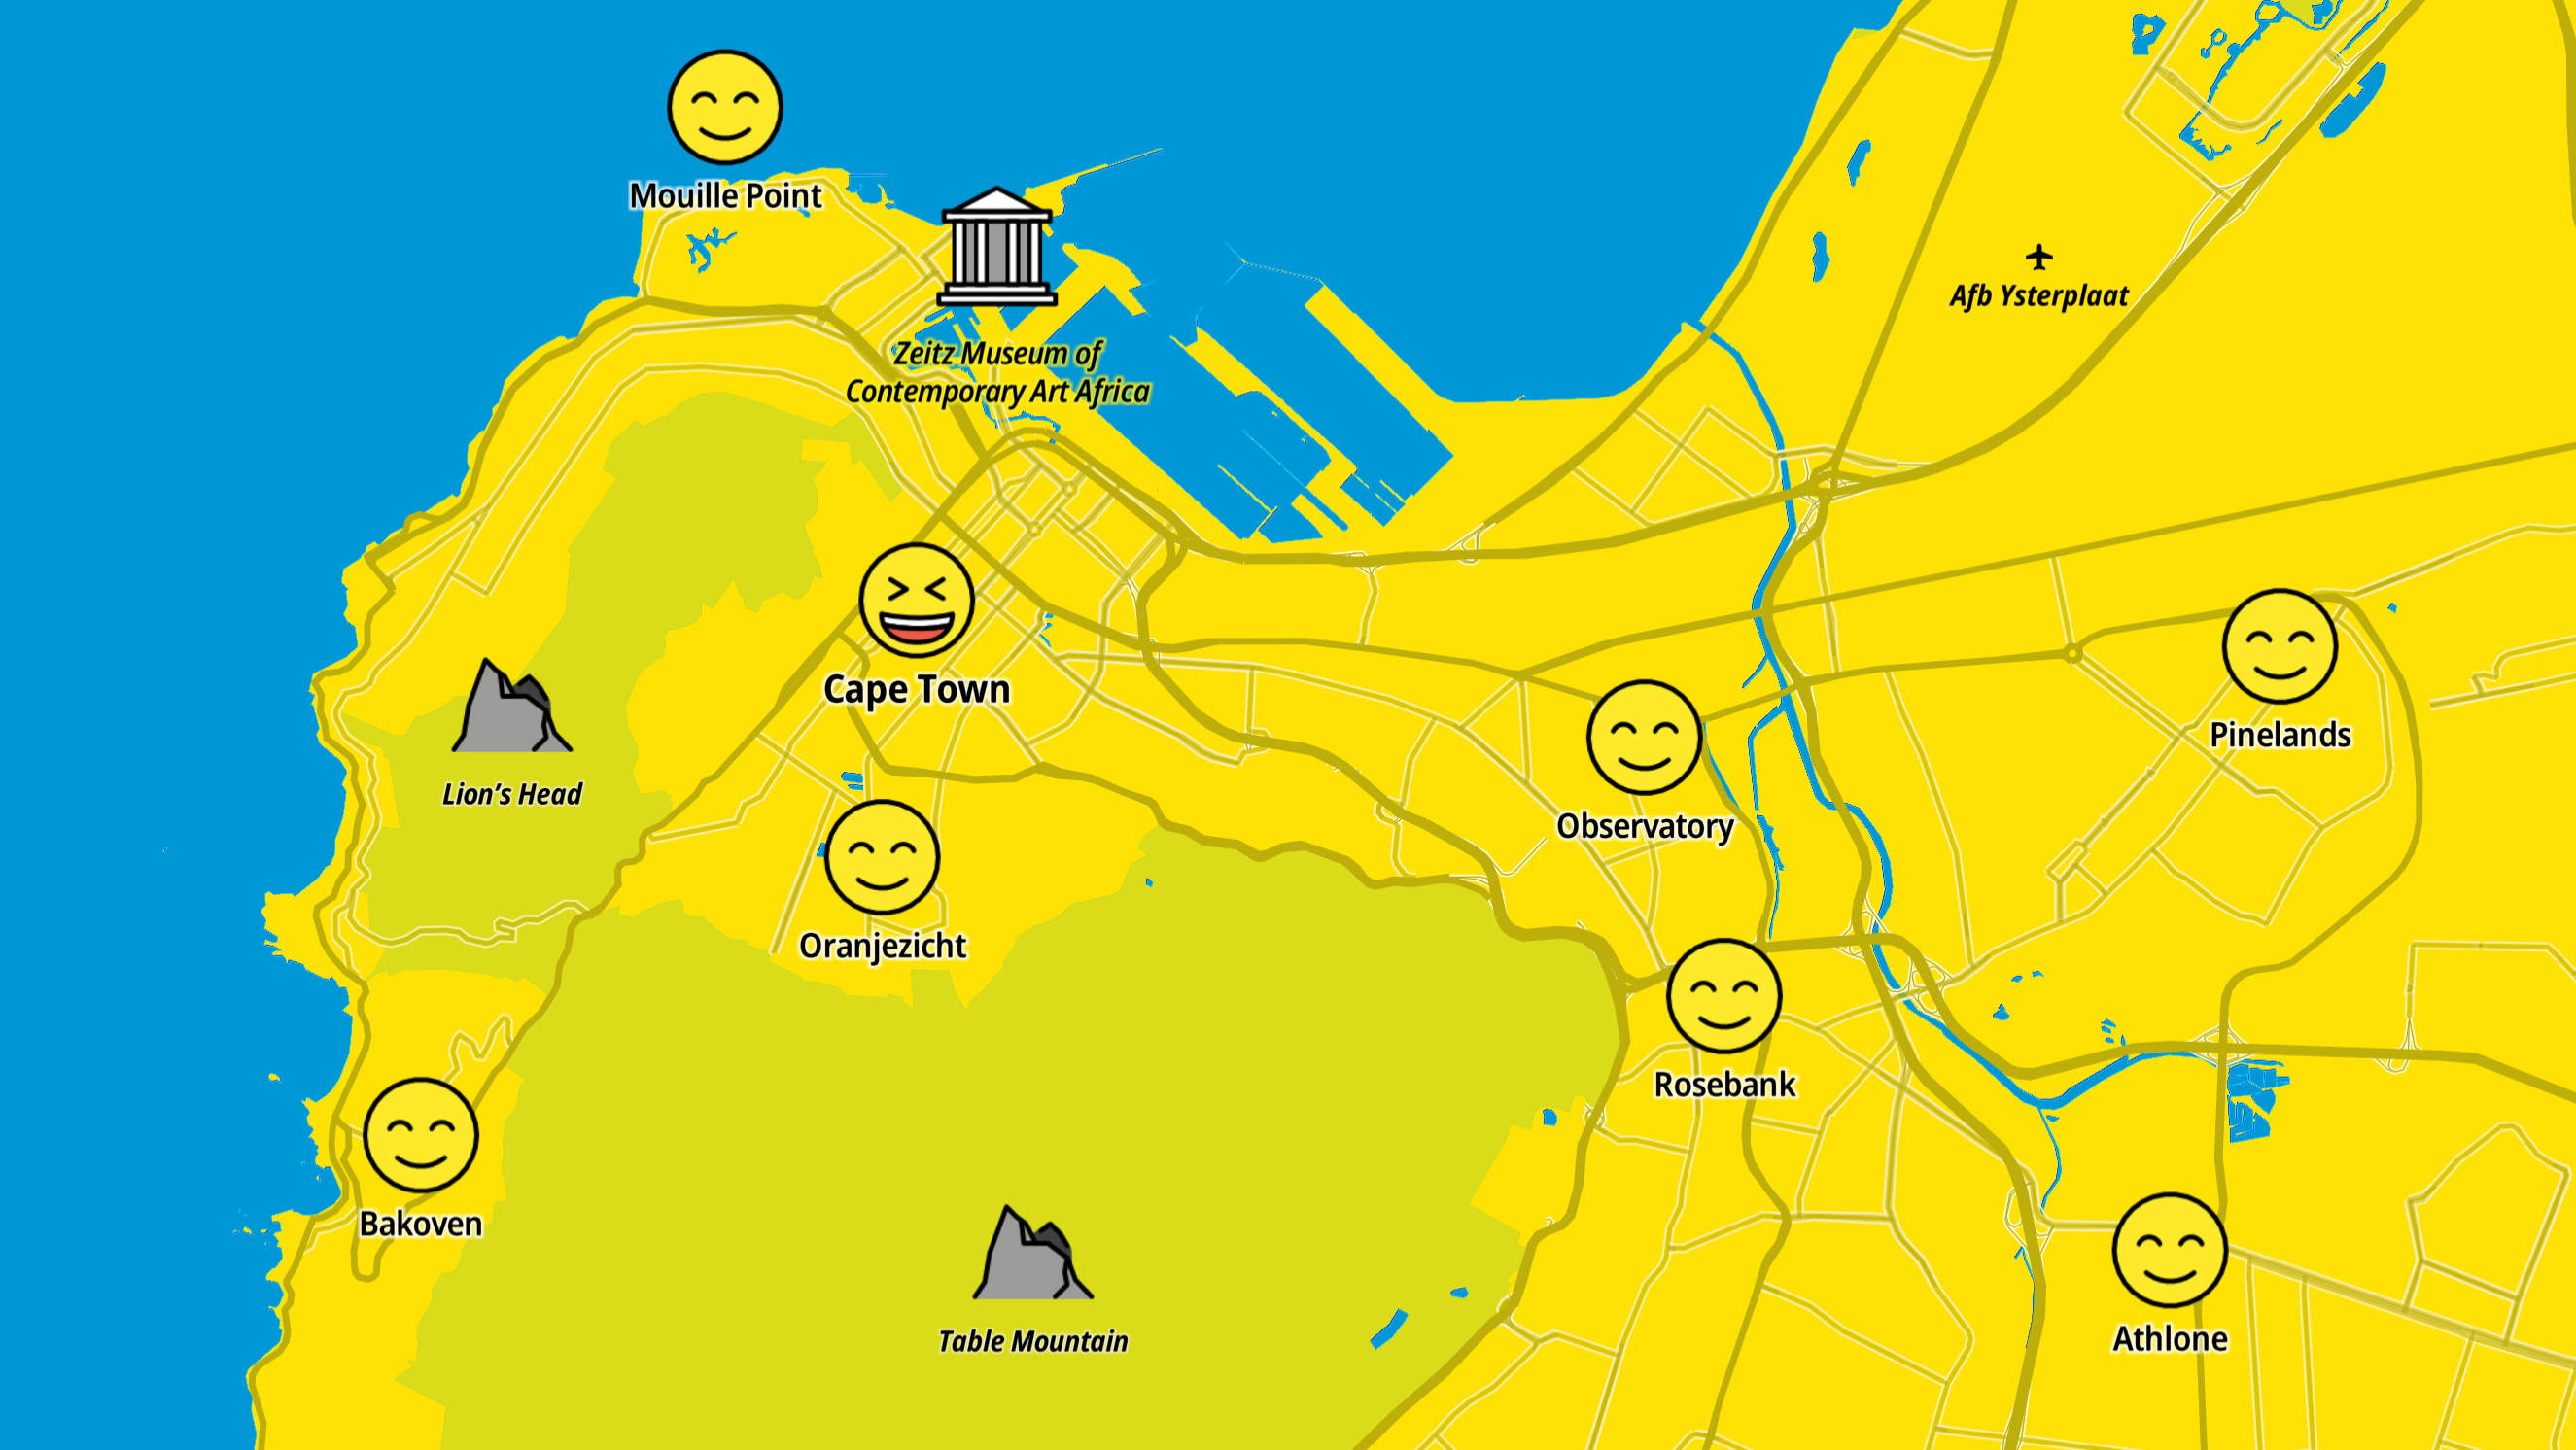 Mouille Point
Afb Ysterplaat
Zeitz Museum of
Contemporary Art Africa
Cape Town
Pinelands
Lion’s Head
Observatory
Oranjezicht
Rosebank
Bakoven
Table Mountain
Athlone